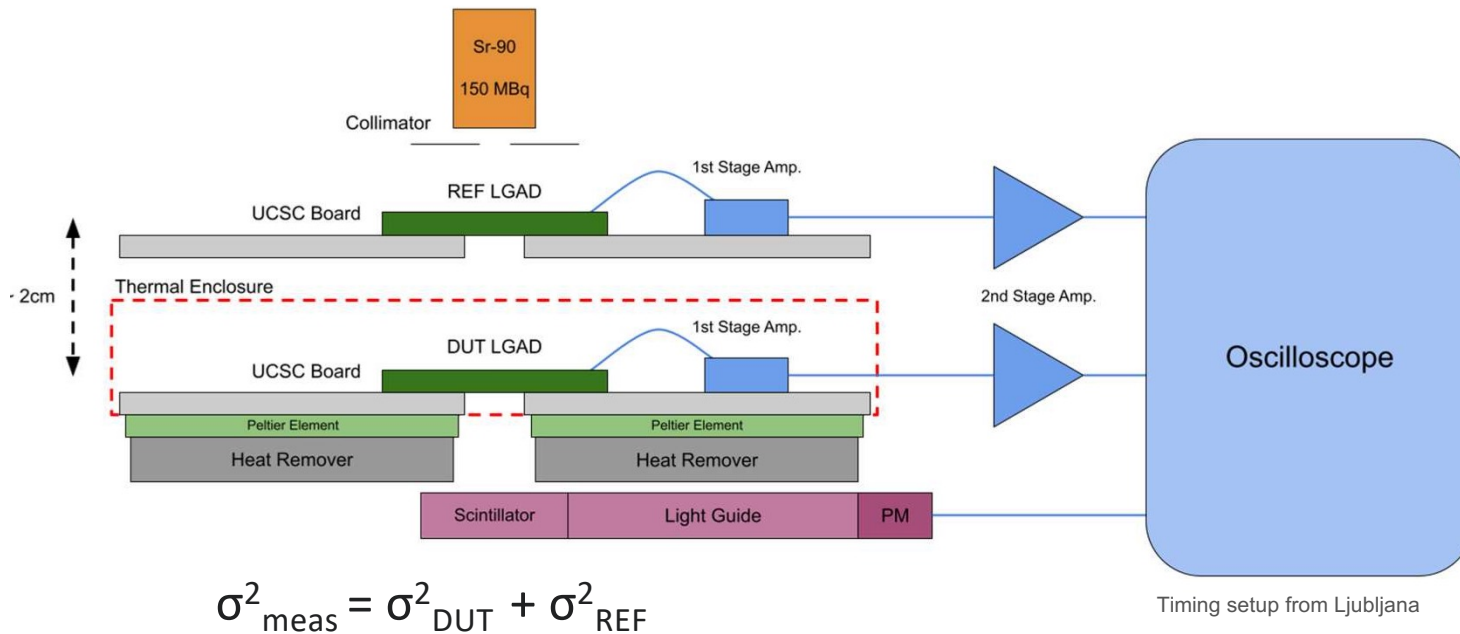 Sr-90
150 MBq
Collimator
1st Stage Amp.
REF LGAD
UCSC Board
Thermal Enclosure
- 2cm
2nd Stage Amp.
1st Stage Amp.
DUT LGAD
UCSC Board
Oscilloscope
Peltier Element
Peltier Element
Heat Remover
Heat Remover
Scintillator
Light Guide
PM
σ²meas = σ²DUT + σ²REF
Timing setup from Ljubljana